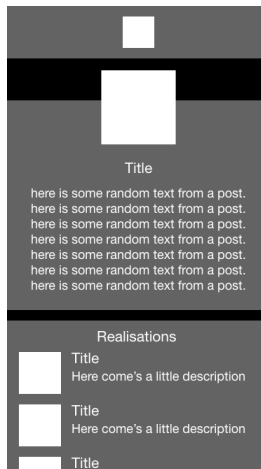 Title
here is some random text from a post.
here is some random text from a post.
here is some random text from a post.
here is some random text from a post.
here is some random text from a post.
here is some random text from a post.
here is some random text from a post.
Realisations
Title
Here come's a little description
Title
Here come's a little description
Title